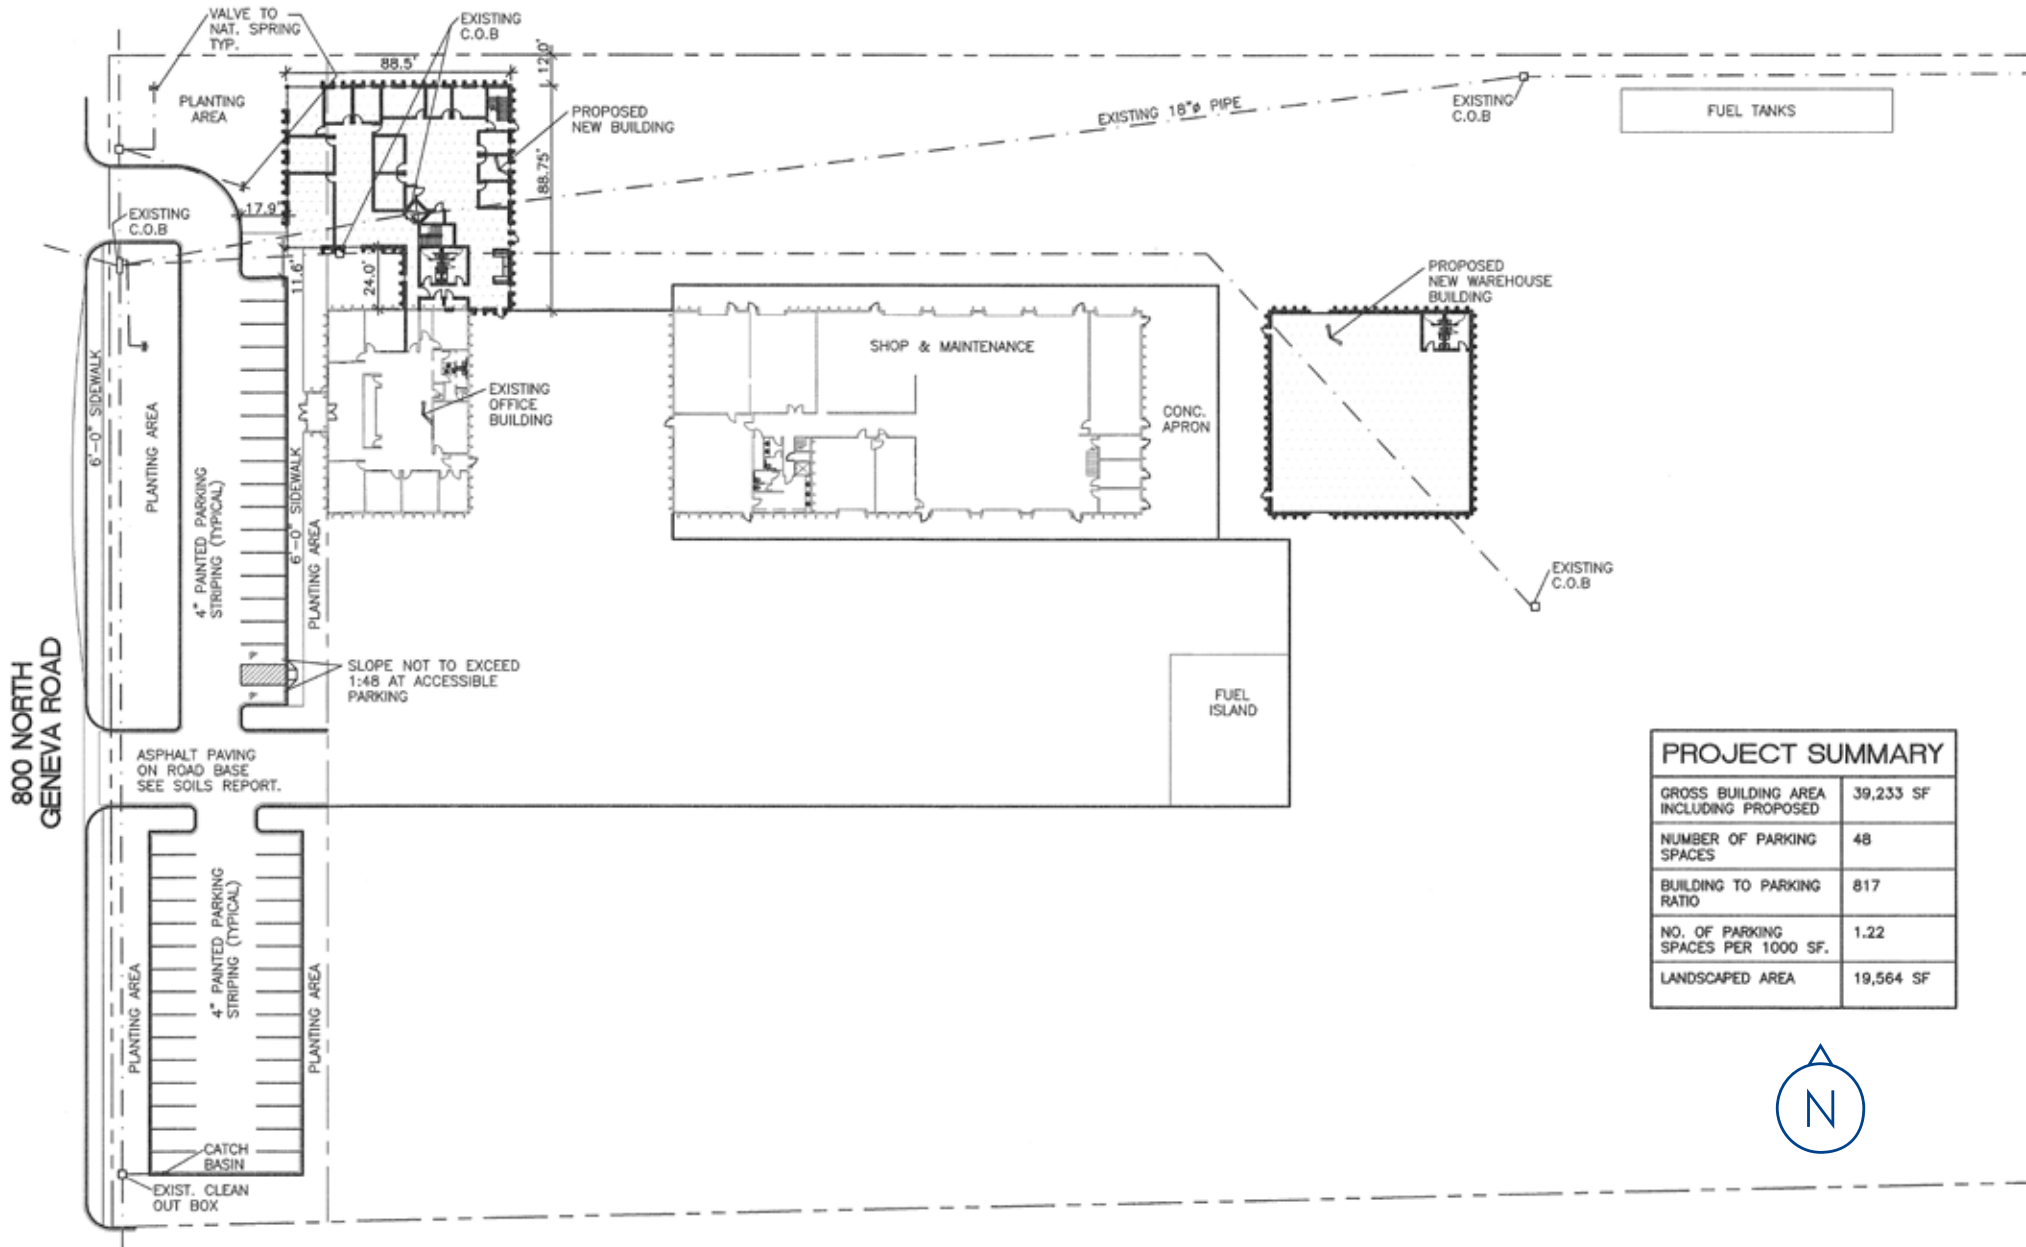 VALVE TO
NAT. SPRING
TYP.
EXISTING
C.O.B
88.5'
12.0'
PLANTING
AREA
PROPOSED
NEW BUILDING
EXISTING 18"ø PIPE
EXISTING
C.O.B
FUEL TANKS
88.75'
17.9'
EXISTING
C.O.B
11.6'
24.0'
PROPOSED
NEW WAREHOUSE
BUILDING
SHOP & MAINTENANCE
6'-0" SIDEWALK
PLANTING AREA
EXISTING
OFFICE
BUILDING
CONC.
APRON
4" PAINTED PARKING
STRIPING (TYPICAL)
6'-0" SIDEWALK
PLANTING AREA
EXISTING
C.O.B
800 NORTH
GENEVA ROAD
SLOPE NOT TO EXCEED
1:48 AT ACCESSIBLE
PARKING
FUEL
ISLAND
ASPHALT PAVING
ON ROAD BASE
SEE SOILS REPORT.
PROJECT SUMMARY
GROSS BUILDING AREA
INCLUDING PROPOSED
39,233 SF
NUMBER OF PARKING
SPACES
48
BUILDING TO PARKING
RATIO
817
NO. OF PARKING
SPACES PER 1000 SF.
1.22
LANDSCAPED AREA
19,564 SF
PLANTING AREA
4" PAINTED PARKING
STRIPING (TYPICAL)
PLANTING AREA
N
CATCH
BASIN
EXIST. CLEAN
OUT BOX